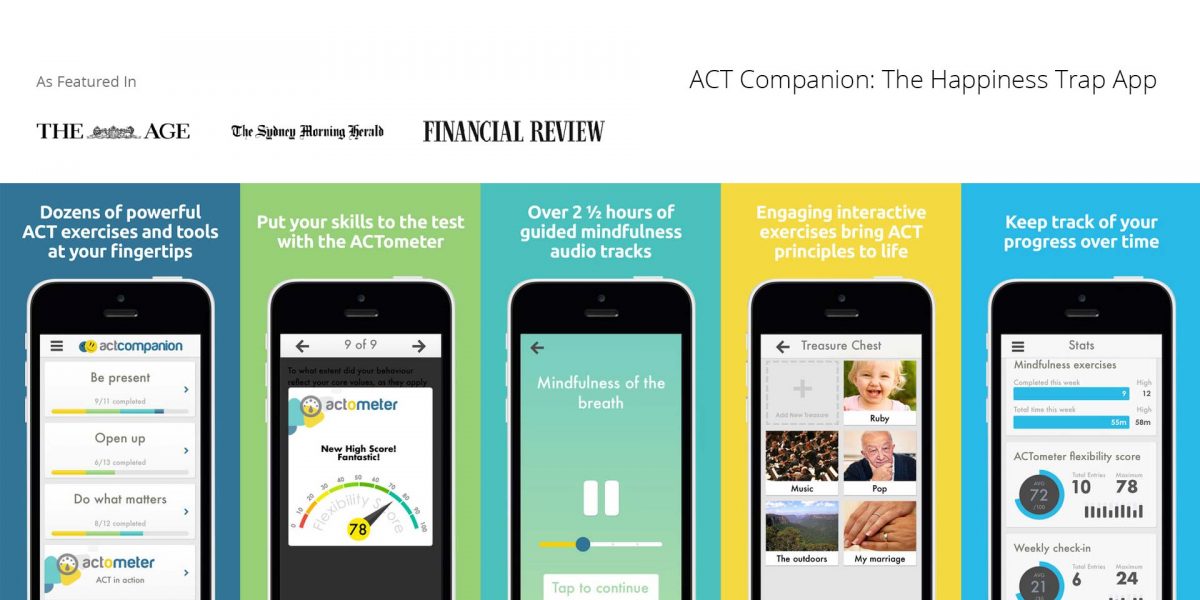 As Featured In
ACT Companion: The Happiness Trap App
THE AGE
The Sydney Morning Herald
FINANCIAL REVIEW
Dozens of powerful
ACT exercises and tools
at your fingertips
actcompanion
Be present
9/11 completed
Open up
6/13 completed
Do what matters
8/12 completed
actometer
ACT in action
Put your skills to the test
with the ACTometer
9 of 9
To what extent did your behaviour
reflect your core values, as they apply
actometer
New High Score!
Fantastic!
0 10 20 30 40 50 60 70 80 90 100
Flexibility Score
78
Over 2 ½ hours of
guided mindfulness
audio tracks
Mindfulness of the
breath
Tap to continue
Engaging interactive
exercises bring ACT
principles to life
Treasure Chest
Add New Treasure
Ruby
Music
Pop
The outdoors
My marriage
Keep track of your
progress over time
Stats
Mindfulness exercises
Completed this week High
9 12
Total time this week High
55m 58m
ACTometer flexibility score
AVG
72
/100
Total Entries Maximum
10 78
Weekly check-in
AVG
21
/30
Total Entries Maximum
6 24